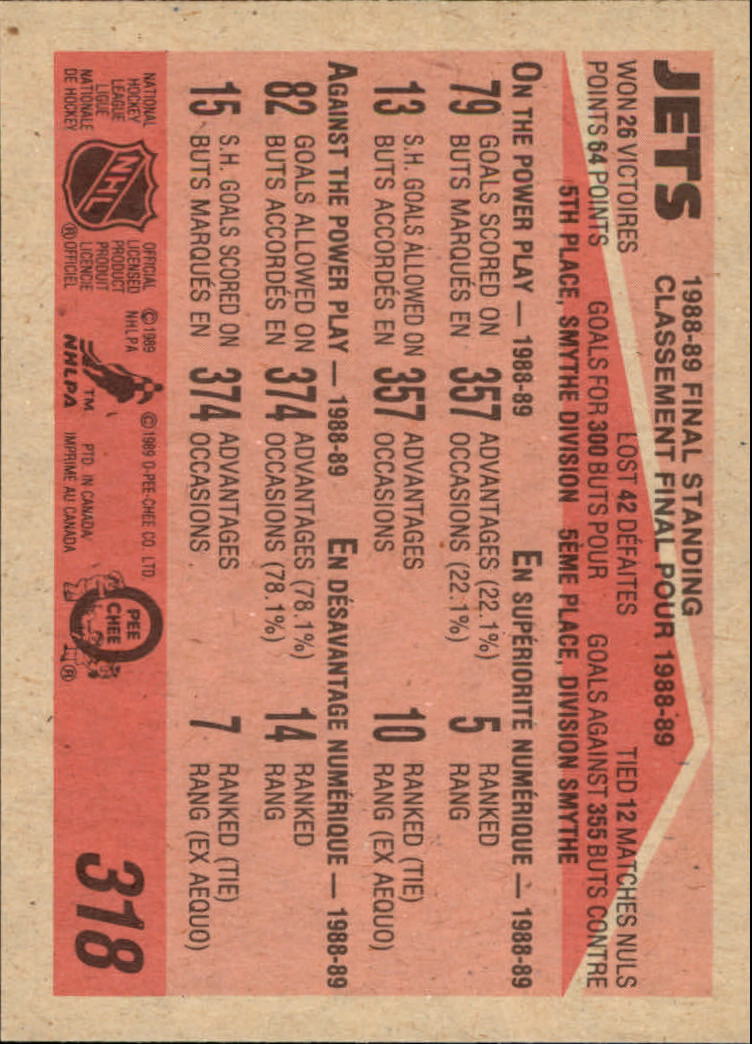 JETS
1988-89 FINAL STANDING
CLASSEMENT FINAL POUR 1988-89
WON 26 VICTOIRES LOST 42 DÉFAITES TIED 12 MATCHES NULS
POINTS 64 POINTS GOALS FOR 300 BUTS POUR GOALS AGAINST 355 BUTS CONTRE
5TH PLACE, SMYTHE DIVISION 5ÈME PLACE, DIVISION SMYTHE
ON THE POWER PLAY — 1988-89 EN SUPÉRIORITÉ NUMÉRIQUE — 1988-89
79 GOALS SCORED ON 357 ADVANTAGES (22.1%) 5 RANKED
BUTS MARQUÉS EN OCCASIONS (22.1%) RANG
13 S.H. GOALS ALLOWED ON 357 ADVANTAGES 10 RANKED (TIE)
BUTS ACCORDÉS EN OCCASIONS RANG (EX AEQUO)
AGAINST THE POWER PLAY — 1988-89 EN DÉSAVANTAGE NUMÉRIQUE — 1988-89
82 GOALS ALLOWED ON 374 ADVANTAGES (78.1%) 14 RANKED
BUTS ACCORDÉS EN OCCASIONS (78.1%) RANG
15 S.H. GOALS SCORED ON 374 ADVANTAGES 7 RANKED (TIE)
BUTS MARQUÉS EN OCCASIONS RANG (EX AEQUO)
NATIONAL
HOCKEY
LEAGUE
LIGUE
NATIONALE
DE HOCKEY
NHL
®
OFFICIAL
LICENSED
PRODUCT
PRODUIT
LICENCIE
OFFICIEL
© 1989
NHLPA
NHLPA ™
© 1989 O-PEE-CHEE CO. LTD.
PTD. IN CANADA
IMPRIMÉ AU CANADA
O PEE
CHEE
®
318